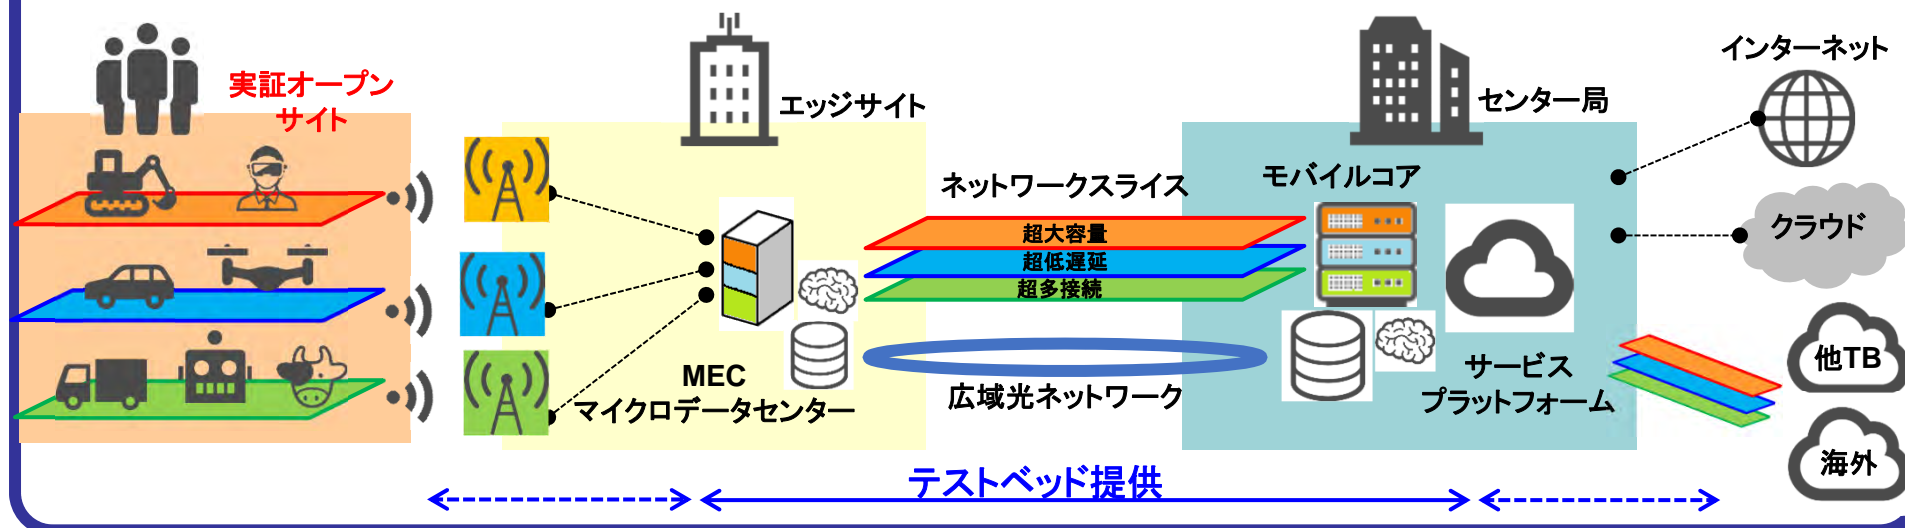 実証オープン
サイト
エッジサイト
MEC
マイクロデータセンター
ネットワークスライス
超大容量
超低遅延
超多接続
広域光ネットワーク
センター局
モバイルコア
サービス
プラットフォーム
インターネット
クラウド
他TB
海外
テストベッド提供